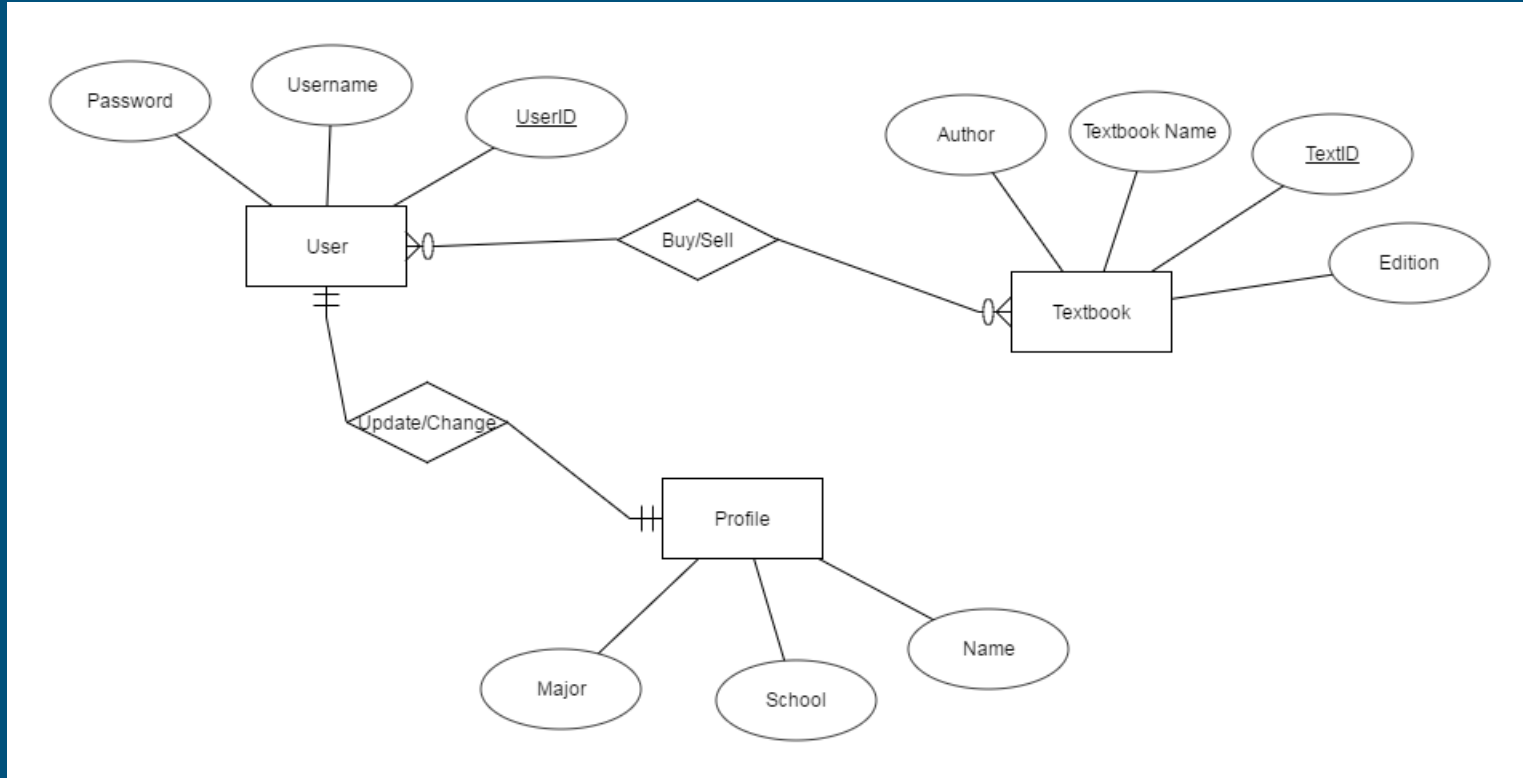 Password
Username
UserID
Author
Textbook Name
TextID
Edition
User
Buy/Sell
Textbook
Update/Change
Profile
Major
School
Name